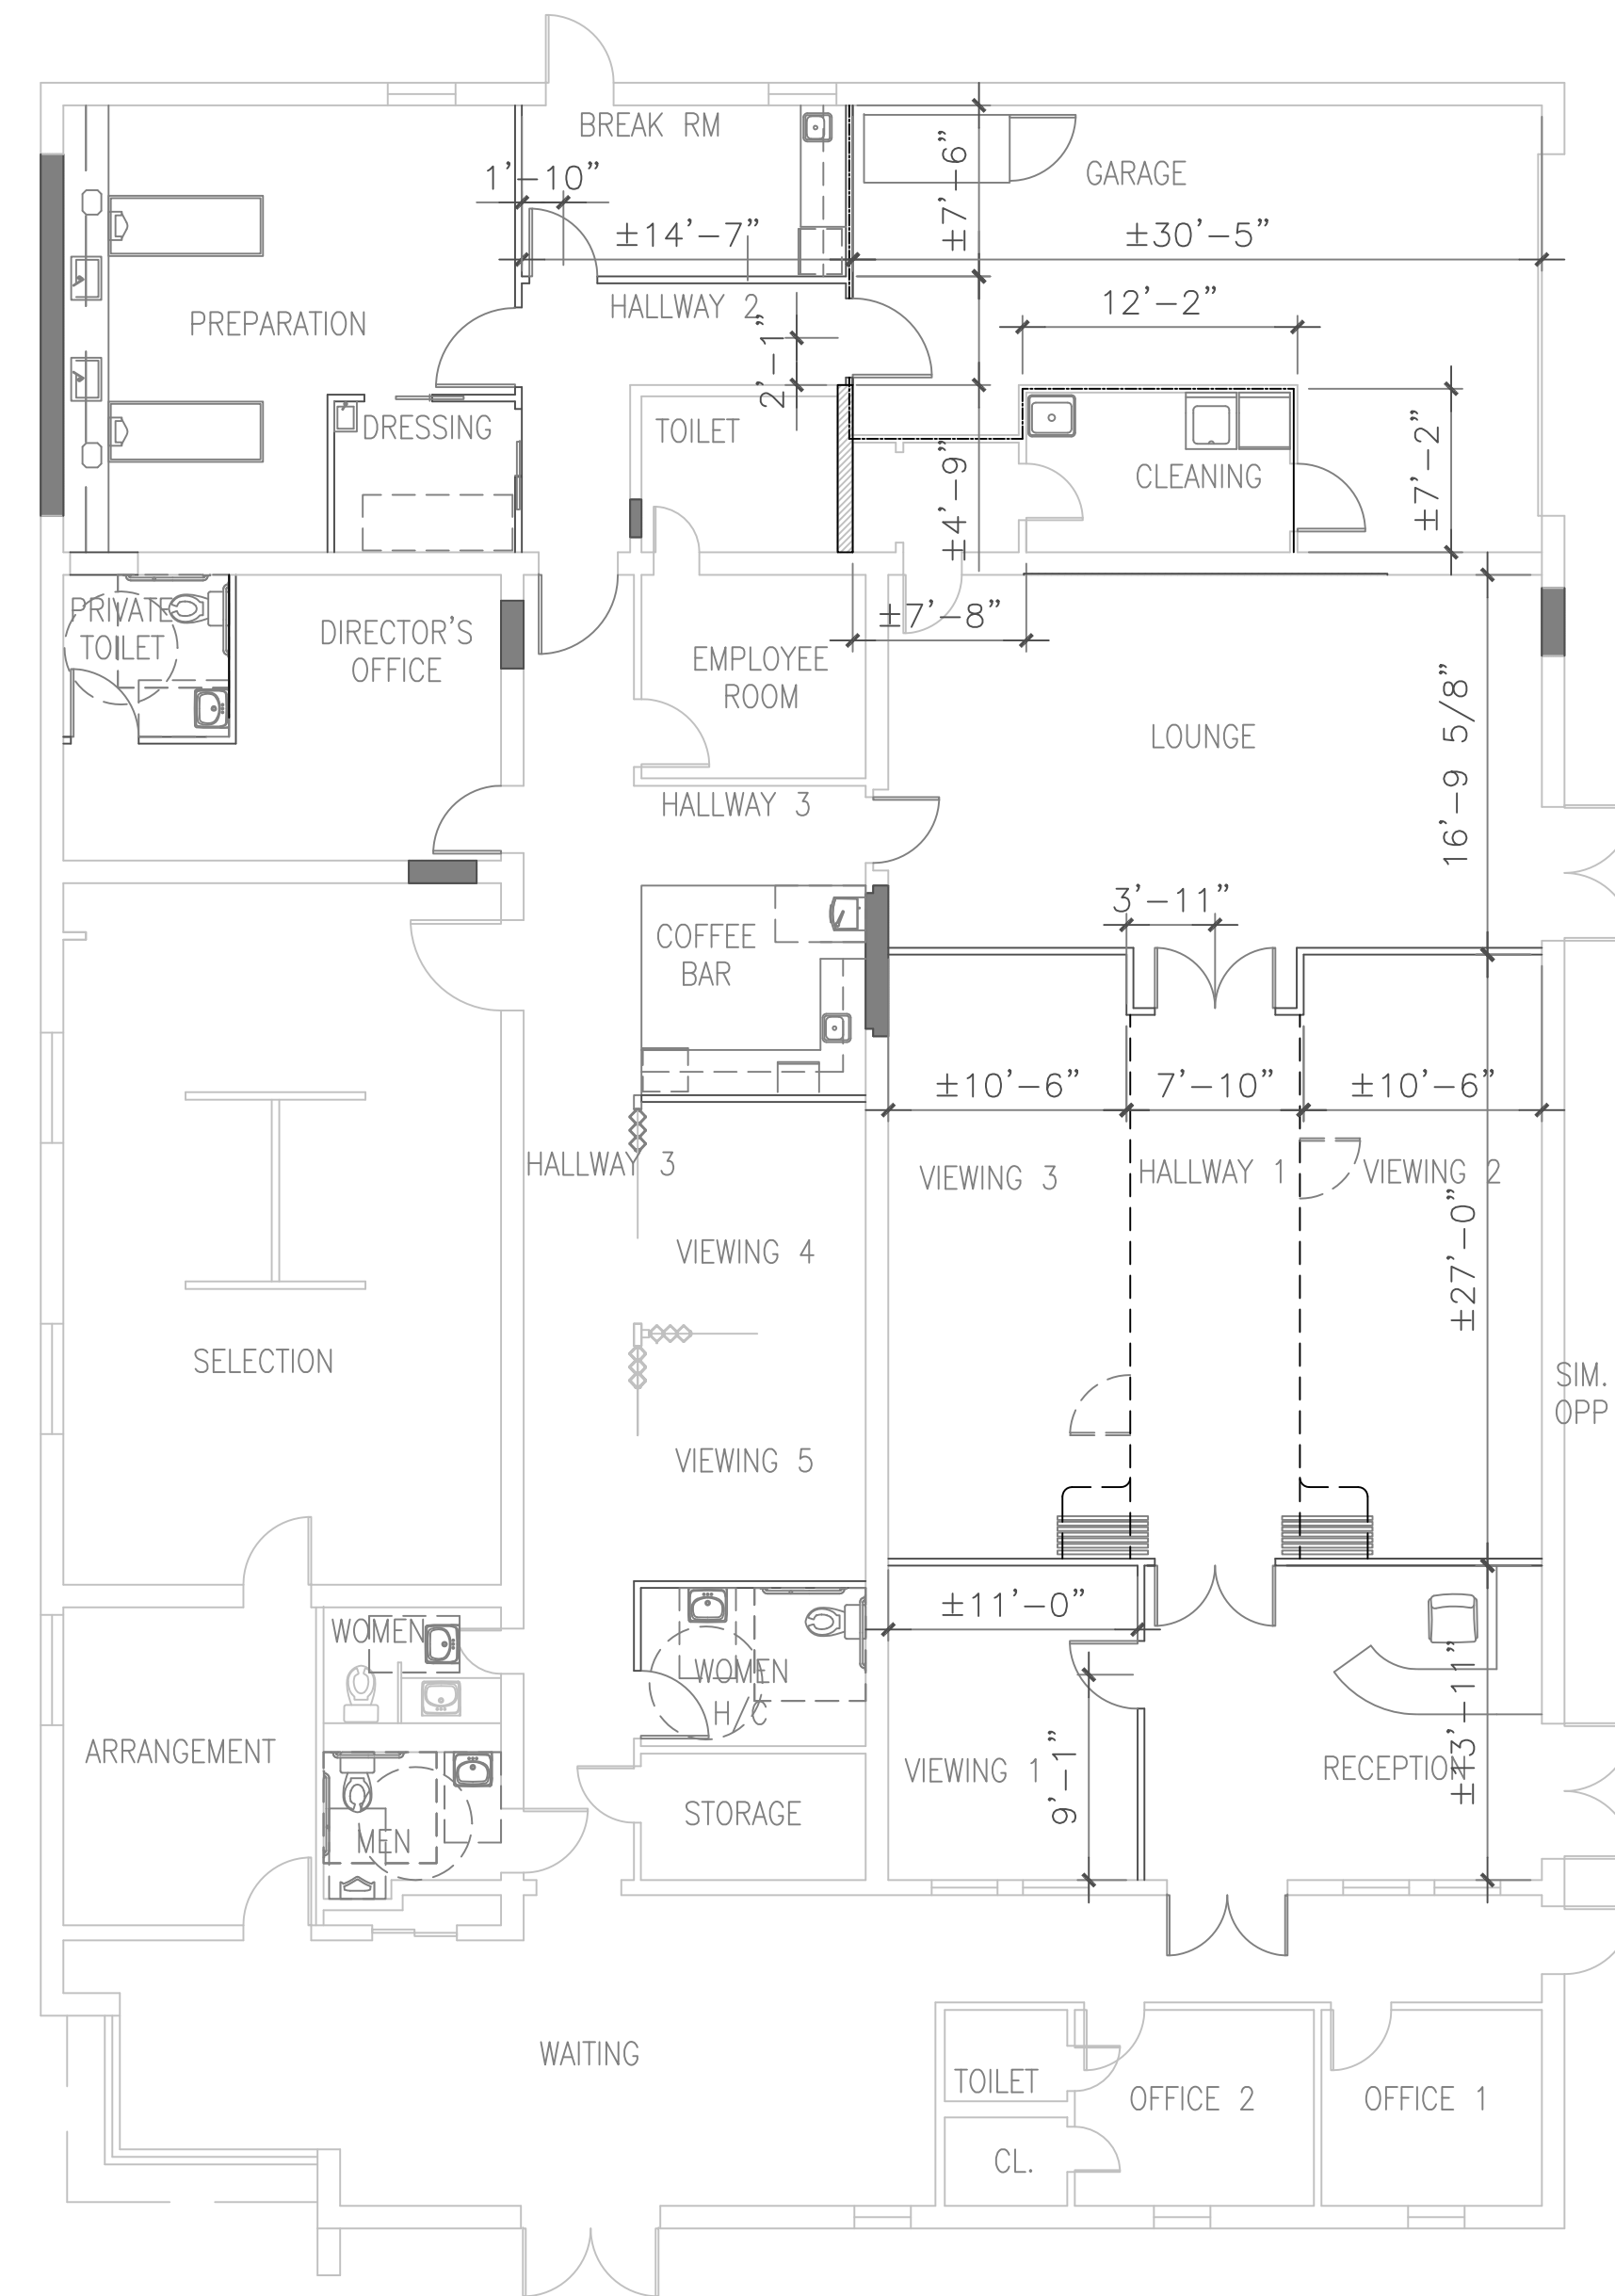 BREAK RM
1'-10"
±7'-6"
GARAGE
±14'-7"
±30'-5"
HALLWAY 2
12'-2"
PREPARATION
2'-1"
DRESSING
TOILET
±4'-9"
CLEANING
±7'-2"
PRIVATE
TOILET
DIRECTOR'S
OFFICE
±7'-8"
EMPLOYEE
ROOM
16'-9 5/8"
LOUNGE
HALLWAY 3
3'-11"
COFFEE
BAR
±10'-6"
7'-10"
±10'-6"
HALLWAY 3
VIEWING 3
HALLWAY 1
VIEWING 2
±27'-0"
VIEWING 4
SELECTION
SIM.
OPP
VIEWING 5
±11'-0"
WOMEN
WOMEN
H/C
±13'-11"
ARRANGEMENT
9'-1"
VIEWING 1
RECEPTION
STORAGE
MEN
WAITING
TOILET
OFFICE 2
OFFICE 1
CL.